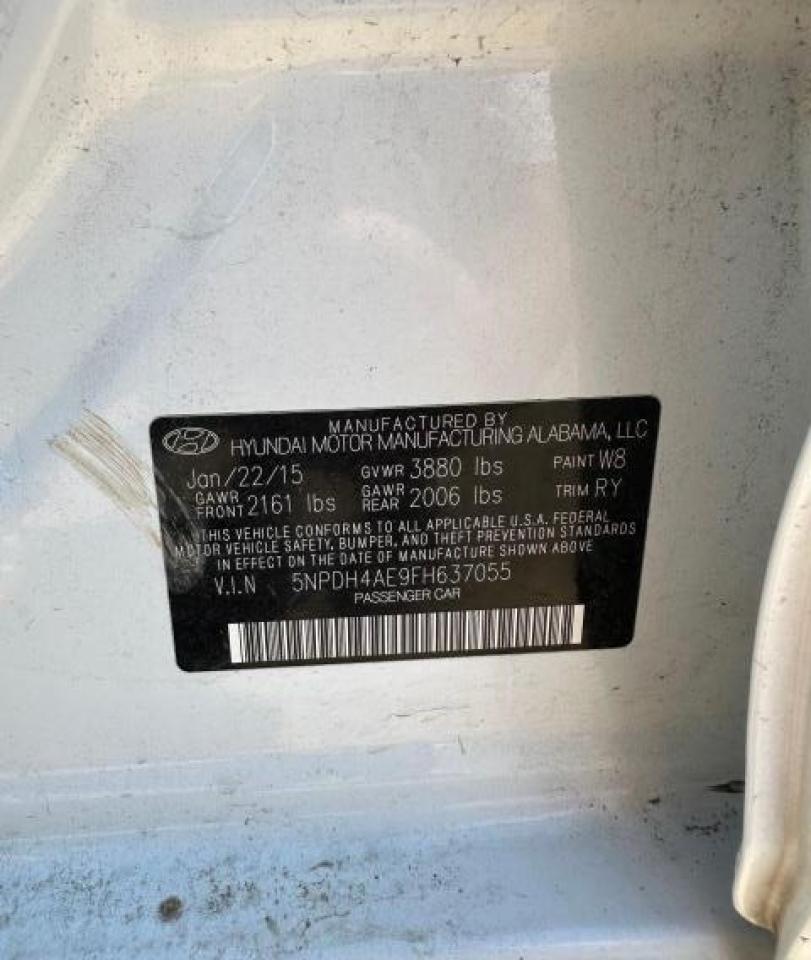 MANUFACTURED BY
HYUNDAI MOTOR MANUFACTURING ALABAMA, LLC
Jan/22/15 GVWR 3880 lbs PAINT W8
GAWR FRONT 2161 lbs GAWR REAR 2006 lbs TRIM RY
THIS VEHICLE CONFORMS TO ALL APPLICABLE U.S.A. FEDERAL
MOTOR VEHICLE SAFETY, BUMPER, AND THEFT PREVENTION STANDARDS
IN EFFECT ON THE DATE OF MANUFACTURE SHOWN ABOVE
V.I.N 5NPDH4AE9FH637055
PASSENGER CAR